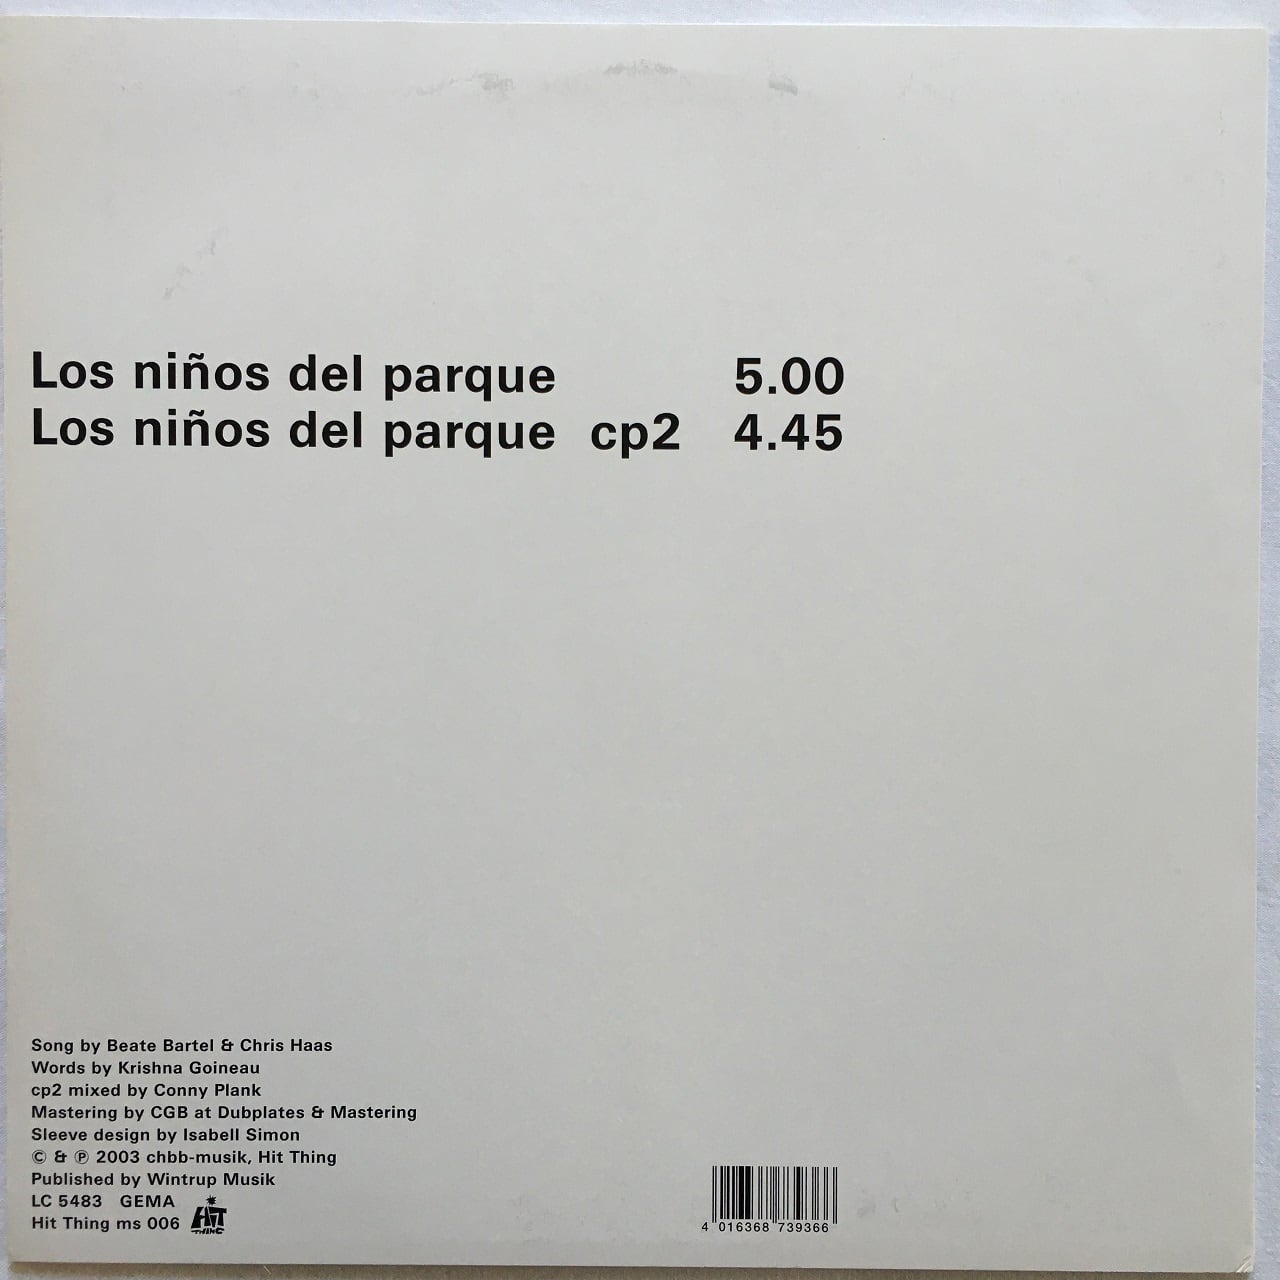 Los niños del parque 5.00
Los niños del parque cp2 4.45
Song by Beate Bartel & Chris Haas
Words by Krishna Goineau
cp2 mixed by Conny Plank
Mastering by CGB at Dubplates & Mastering
Sleeve design by Isabell Simon
© & ℗ 2003 chbb-musik, Hit Thing
Published by Wintrup Musik
LC 5483 GEMA
Hit Thing ms 006
HIT
THING
4 016368 739366